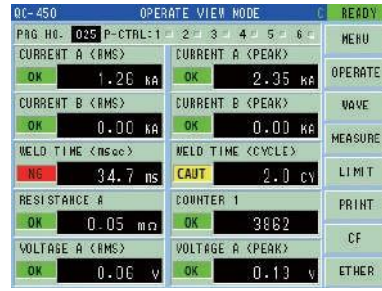 QC-450 OPERATE VIEW MODE C READY
PRG NO. 025 P-CTRL:1 2 3 4 5 6 MENU
CURRENT A (RMS) CURRENT A (PEAK)
OK 1.26 kA OK 2.35 kA OPERATE
CURRENT B (RMS) CURRENT B (PEAK) WAVE
OK 0.00 kA OK 0.00 kA MEASURE
WELD TIME (msec) WELD TIME (CYCLE)
NG 34.7 ms CAUT 2.0 CY LIMIT
RESISTANCE A COUNTER 1 PRINT
OK 0.05 mΩ OK 3862
VOLTAGE A (RMS) VOLTAGE A (PEAK) CF
OK 0.06 V OK 0.13 V ETHER